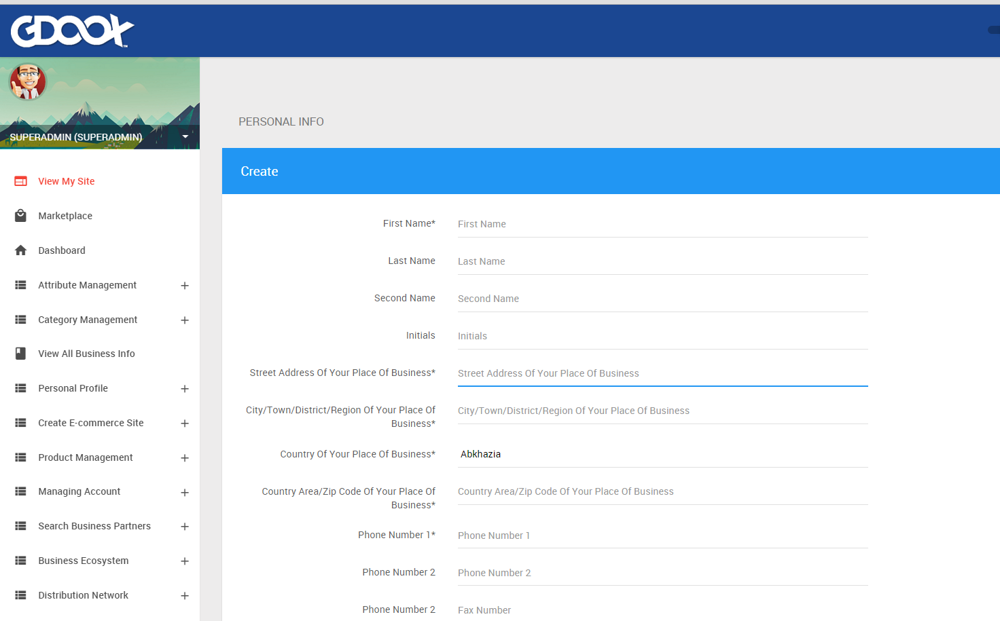 GDOOX™
SUPERADMIN (SUPERADMIN)
View My Site
Marketplace
Dashboard
Attribute Management
Category Management
View All Business Info
Personal Profile
Create E-commerce Site
Product Management
Managing Account
Search Business Partners
Business Ecosystem
Distribution Network
PERSONAL INFO
Create
First Name* First Name
Last Name Last Name
Second Name Second Name
Initials Initials
Street Address Of Your Place Of Business* Street Address Of Your Place Of Business
City/Town/District/Region Of Your Place Of City/Town/District/Region Of Your Place Of Business
Business*
Country Of Your Place Of Business* Abkhazia
Country Area/Zip Code Of Your Place Of Country Area/Zip Code Of Your Place Of Business
Business*
Phone Number 1* Phone Number 1
Phone Number 2 Phone Number 2
Phone Number 2 Fax Number